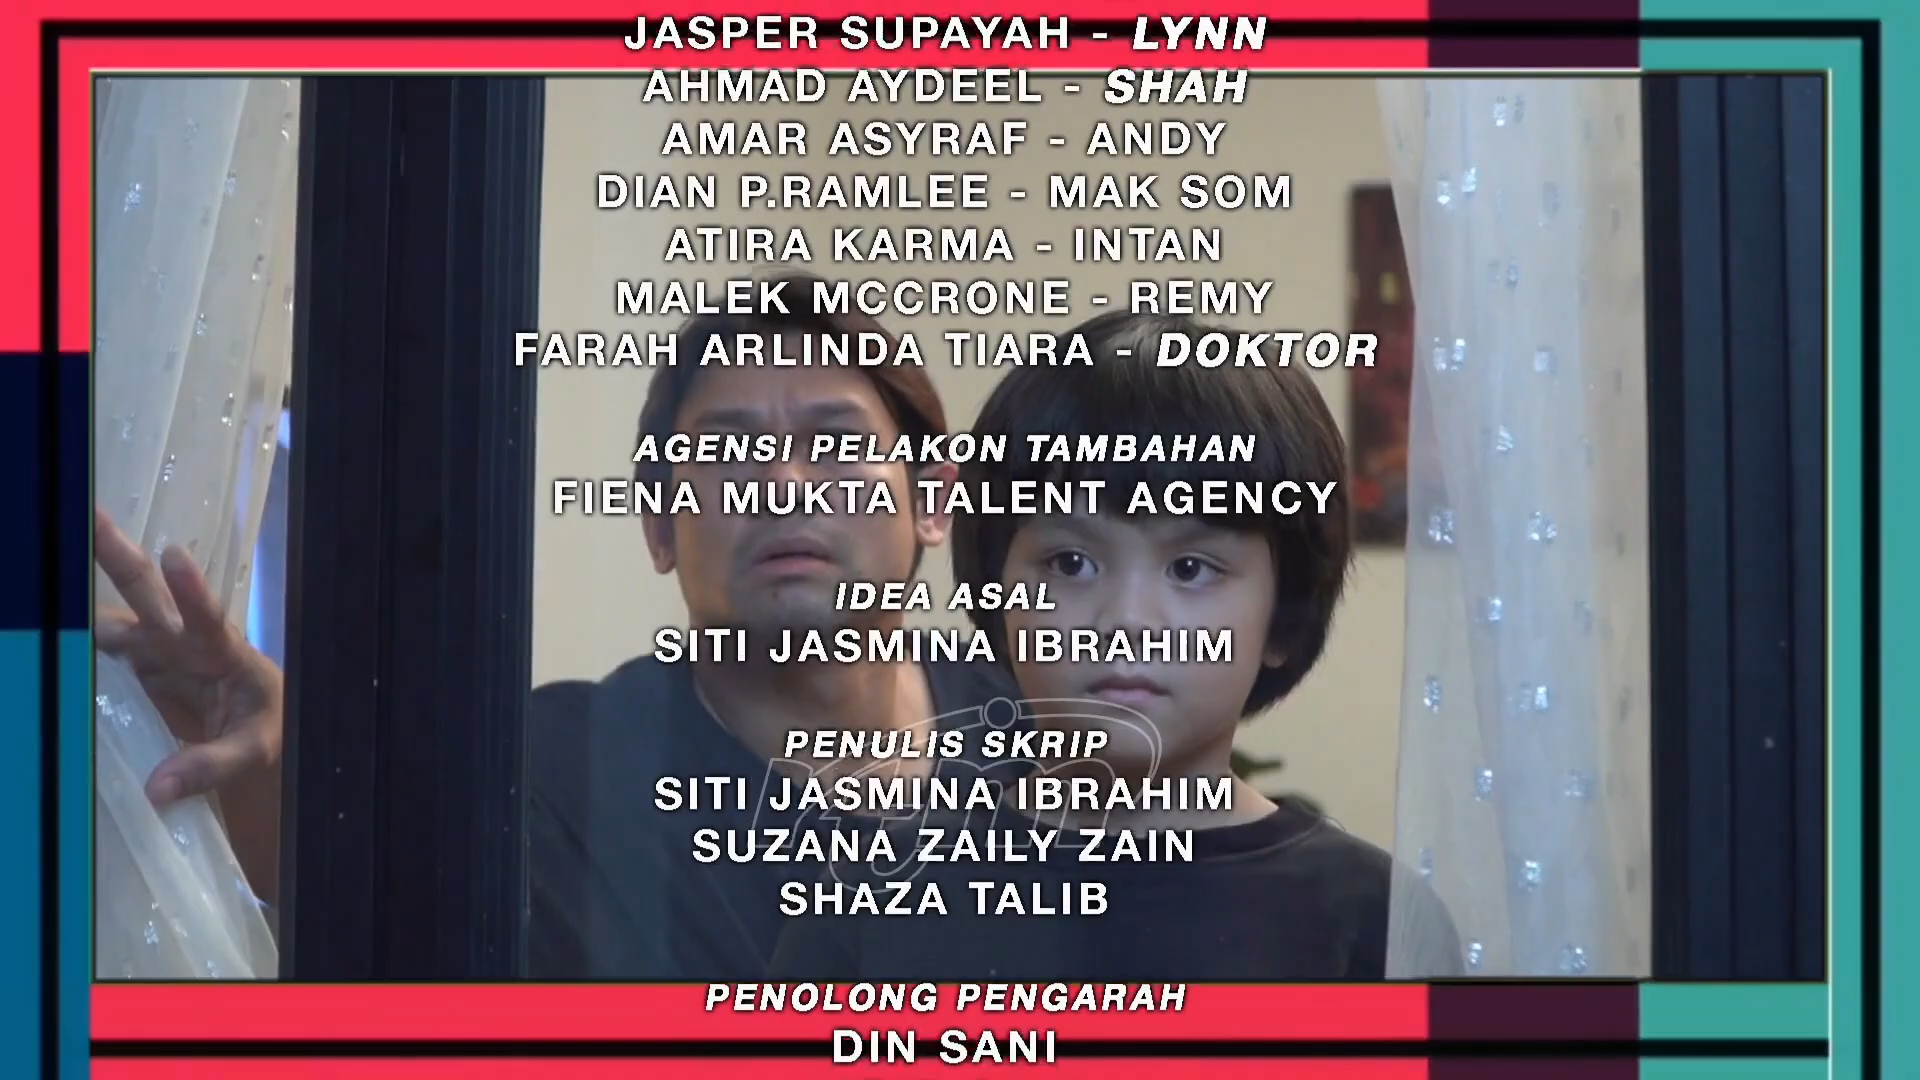 JASPER SUPAYAH - LYNN
AHMAD AYDEEL - SHAH
AMAR ASYRAF - ANDY
DIAN P.RAMLEE - MAK SOM
ATIRA KARMA - INTAN
MALEK MCCRONE - REMY
FARAH ARLINDA TIARA - DOKTOR
AGENSI PELAKON TAMBAHAN
FIENA MUKTA TALENT AGENCY
IDEA ASAL
SITI JASMINA IBRAHIM
PENULIS SKRIP
SITI JASMINA IBRAHIM
rtm
SUZANA ZAILY ZAIN
SHAZA TALIB
PENOLONG PENGARAH
DIN SANI